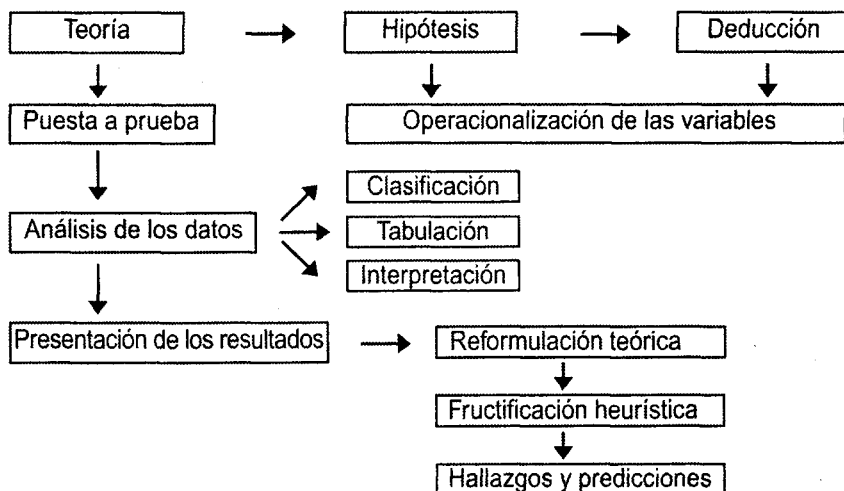 Teoría
Hipótesis
Deducción
Puesta a prueba
Operacionalización de las variables
Clasificación
Análisis de los datos
Tabulación
Interpretación
Presentación de los resultados
Reformulación teórica
Fructificación heurística
Hallazgos y predicciones